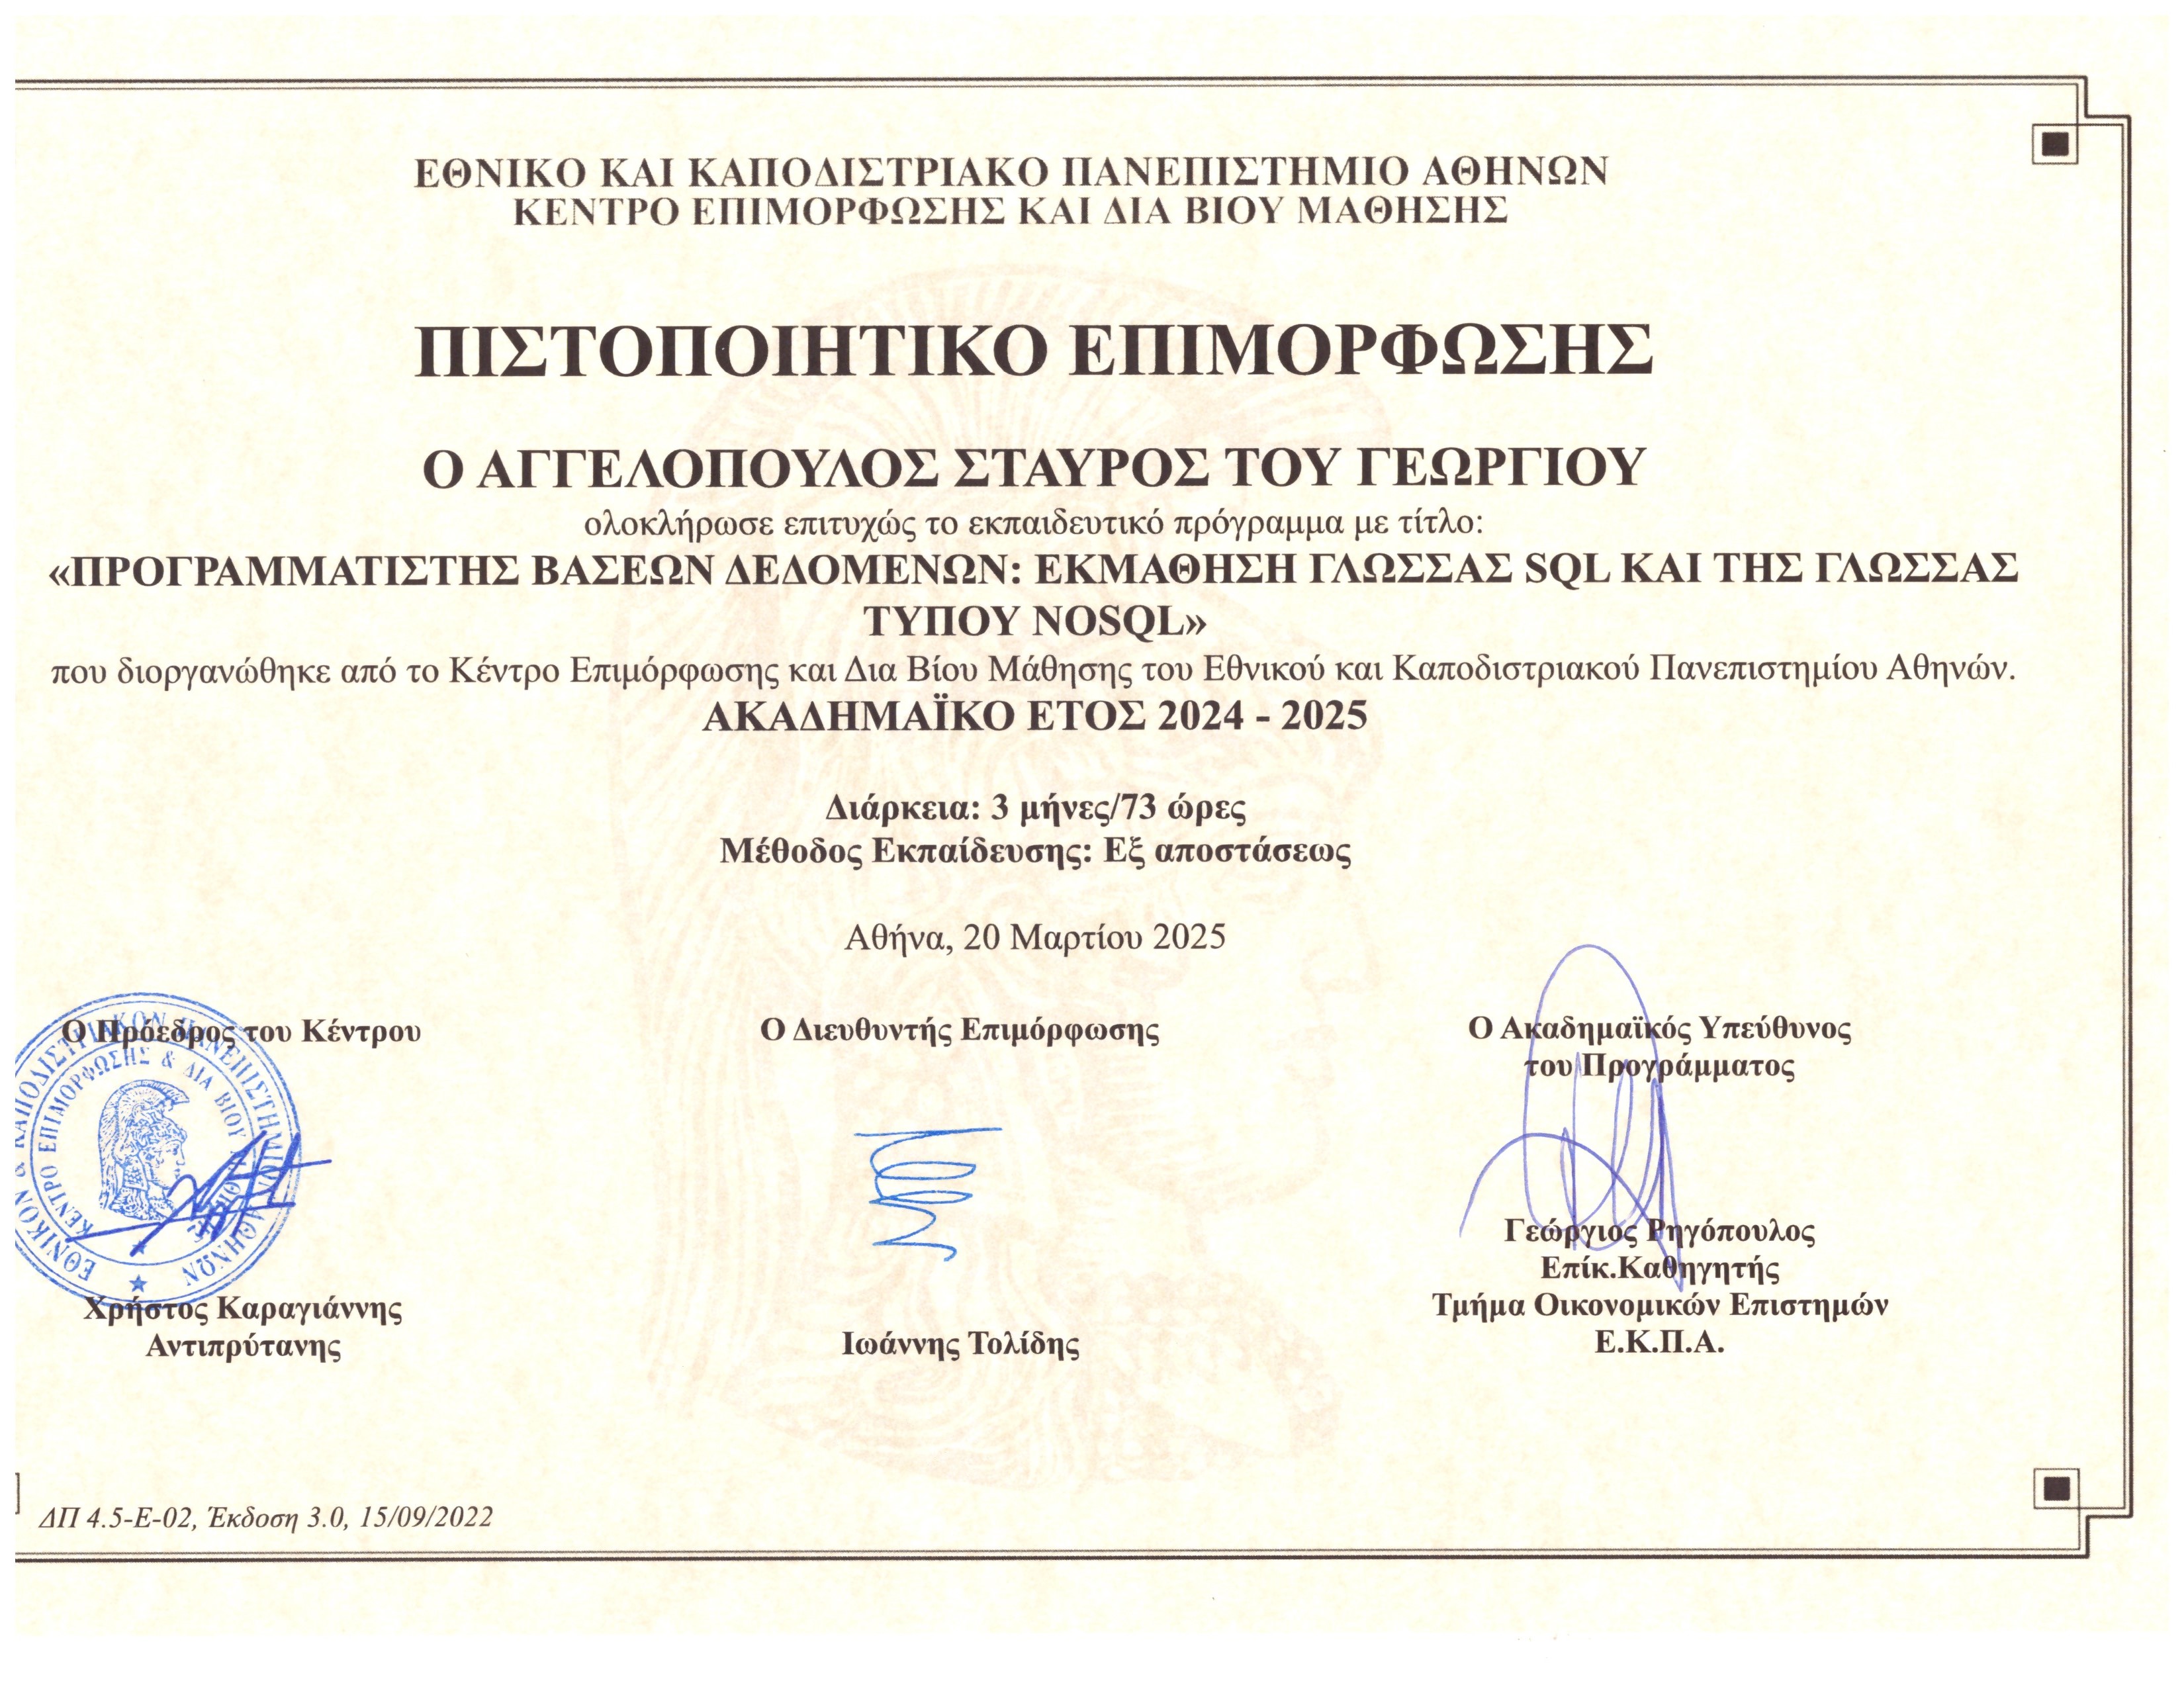 ΕΘΝΙΚΟ ΚΑΙ ΚΑΠΟΔΙΣΤΡΙΑΚΟ ΠΑΝΕΠΙΣΤΗΜΙΟ ΑΘΗΝΩΝ
ΚΕΝΤΡΟ ΕΠΙΜΟΡΦΩΣΗΣ ΚΑΙ ΔΙΑ ΒΙΟΥ ΜΑΘΗΣΗΣ
ΠΙΣΤΟΠΟΙΗΤΙΚΟ ΕΠΙΜΟΡΦΩΣΗΣ
Ο ΑΓΓΕΛΟΠΟΥΛΟΣ ΣΤΑΥΡΟΣ ΤΟΥ ΓΕΩΡΓΙΟΥ
ολοκλήρωσε επιτυχώς το εκπαιδευτικό πρόγραμμα με τίτλο:
«ΠΡΟΓΡΑΜΜΑΤΙΣΤΗΣ ΒΑΣΕΩΝ ΔΕΔΟΜΕΝΩΝ: ΕΚΜΑΘΗΣΗ ΓΛΩΣΣΑΣ SQL ΚΑΙ ΤΗΣ ΓΛΩΣΣΑΣ
ΤΥΠΟΥ NOSQL»
που διοργανώθηκε από το Κέντρο Επιμόρφωσης και Δια Βίου Μάθησης του Εθνικού και Καποδιστριακού Πανεπιστημίου Αθηνών.
ΑΚΑΔΗΜΑΪΚΟ ΕΤΟΣ 2024 - 2025
Διάρκεια: 3 μήνες/73 ώρες
Μέθοδος Εκπαίδευσης: Εξ αποστάσεως
Αθήνα, 20 Μαρτίου 2025
Ο Πρόεδρος του Κέντρου
Ο Διευθυντής Επιμόρφωσης
Ο Ακαδημαϊκός Υπεύθυνος
του Προγράμματος
ΕΘΝΙΚΟΝ & ΚΑΠΟΔΙΣΤΡΙΑΚΟΝ ΠΑΝΕΠΙΣΤΗΜΙΟΝ ΑΘΗΝΩΝ
ΚΕΝΤΡΟ ΕΠΙΜΟΡΦΩΣΗΣ & ΔΙΑ ΒΙΟΥ
Χρήστος Καραγιάννης
Αντιπρύτανης
Ιωάννης Τολίδης
Γεώργιος Ρηγόπουλος
Επίκ.Καθηγητής
Τμήμα Οικονομικών Επιστημών
Ε.Κ.Π.Α.
ΔΠ 4.5-Ε-02, Έκδοση 3.0, 15/09/2022